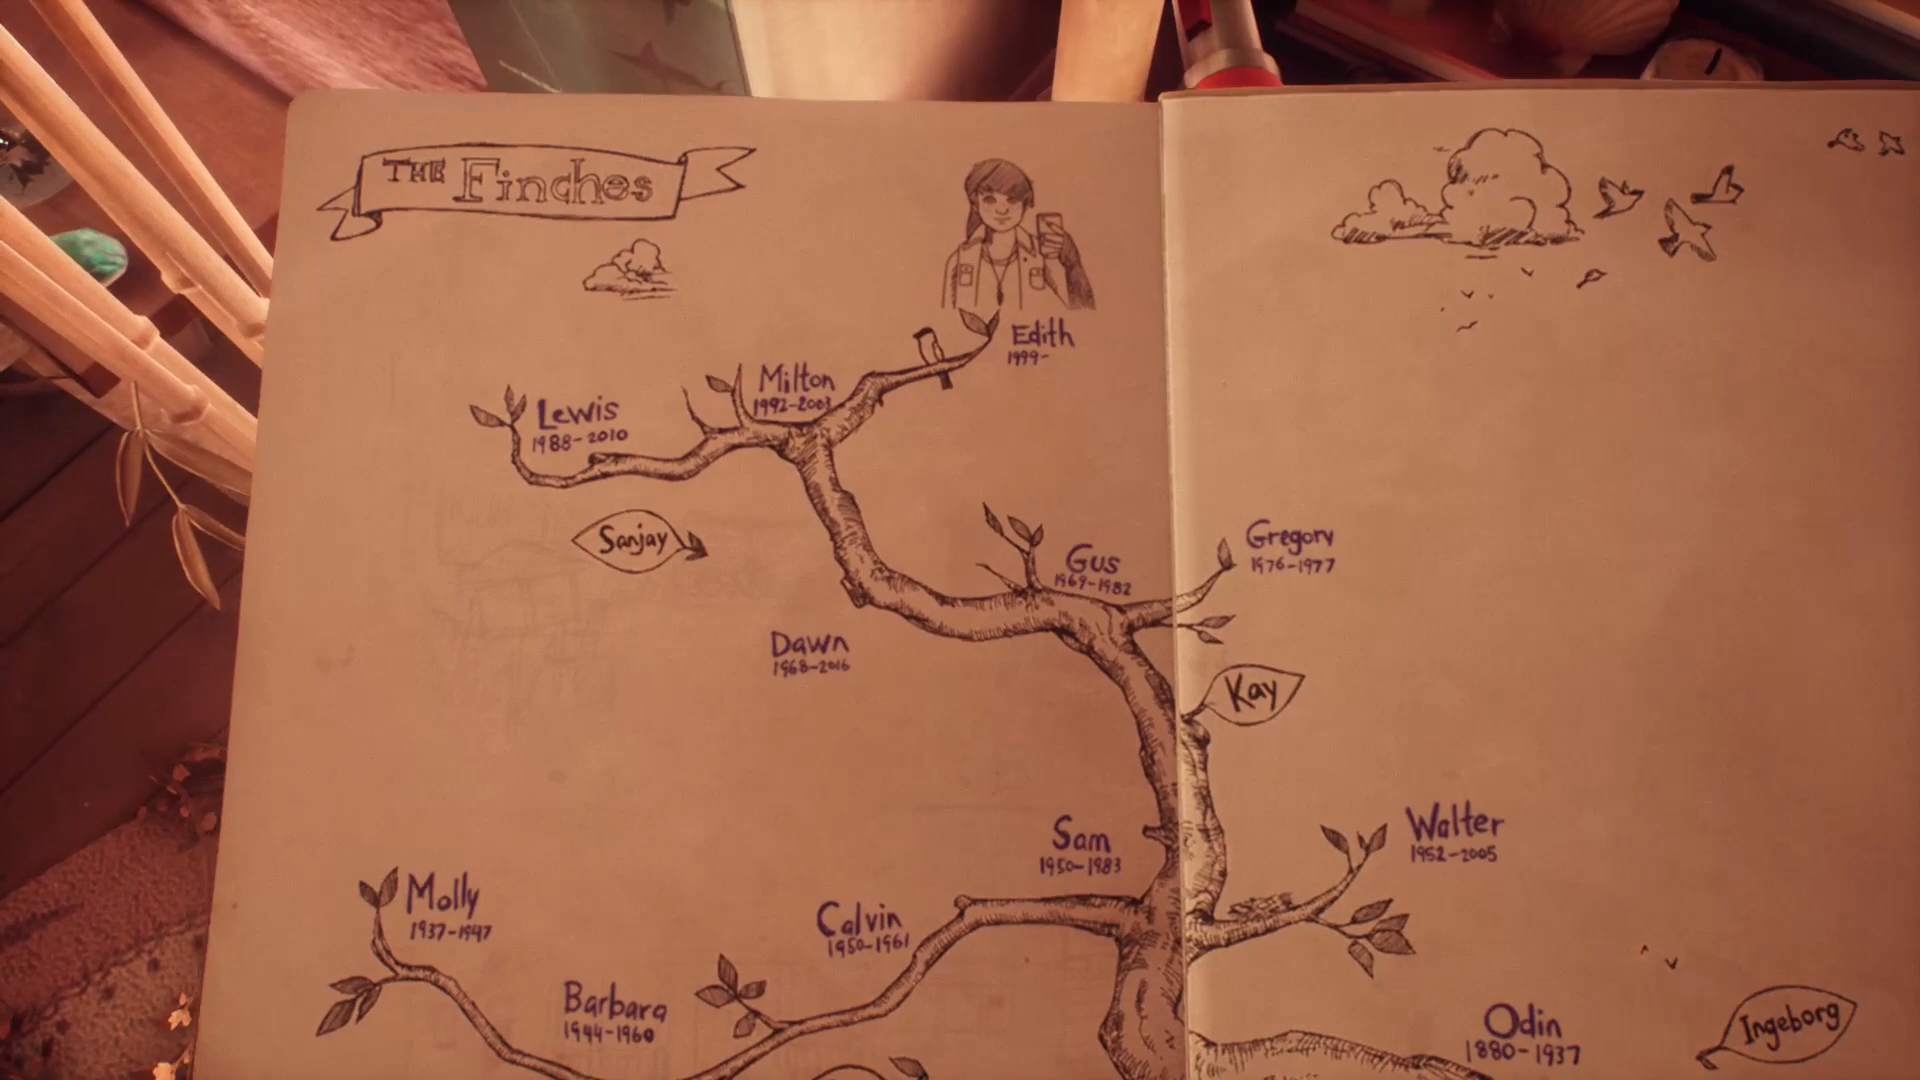 THE Finches
Edith
1999-
Milton
1992-2003
Lewis
1988-2010
Sanjay
Gus
1969-1982
Gregory
1976-1977
Dawn
1968-2016
Kay
Sam
1950-1983
Walter
1952-2005
Molly
1937-1947
Calvin
1950-1961
Barbara
1944-1960
Odin
1880-1937
Ingeborg